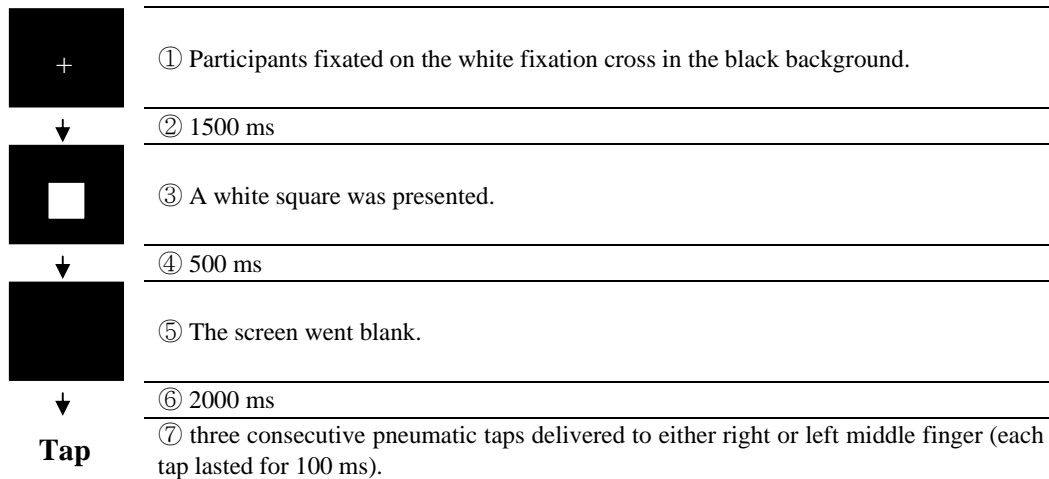 ① Participants fixated on the white fixation cross in the black background.
② 1500 ms
③ A white square was presented.
④ 500 ms
⑤ The screen went blank.
⑥ 2000 ms
Tap
⑦ three consecutive pneumatic taps delivered to either right or left middle finger (each
tap lasted for 100 ms).